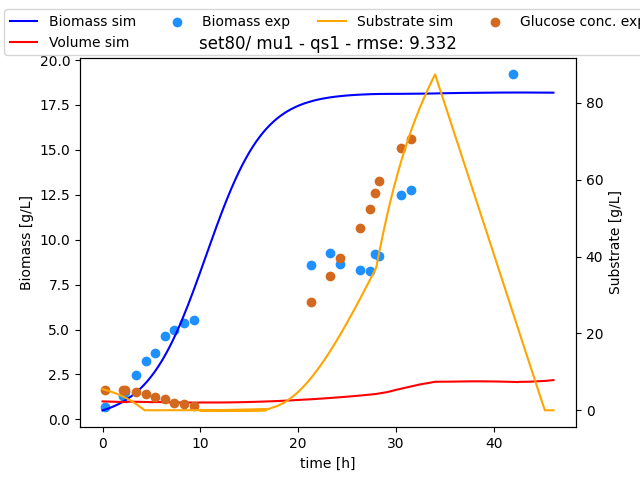 Biomass sim
Biomass exp
Substrate sim
Glucose conc. exp
Volume sim
set80/ mu1 - qs1 - rmse: 9.332
Biomass [g/L]
20.0
17.5
15.0
12.5
10.0
7.5
5.0
2.5
0.0
0
10
20
30
40
time [h]
80
60
40
20
0
Substrate [g/L]